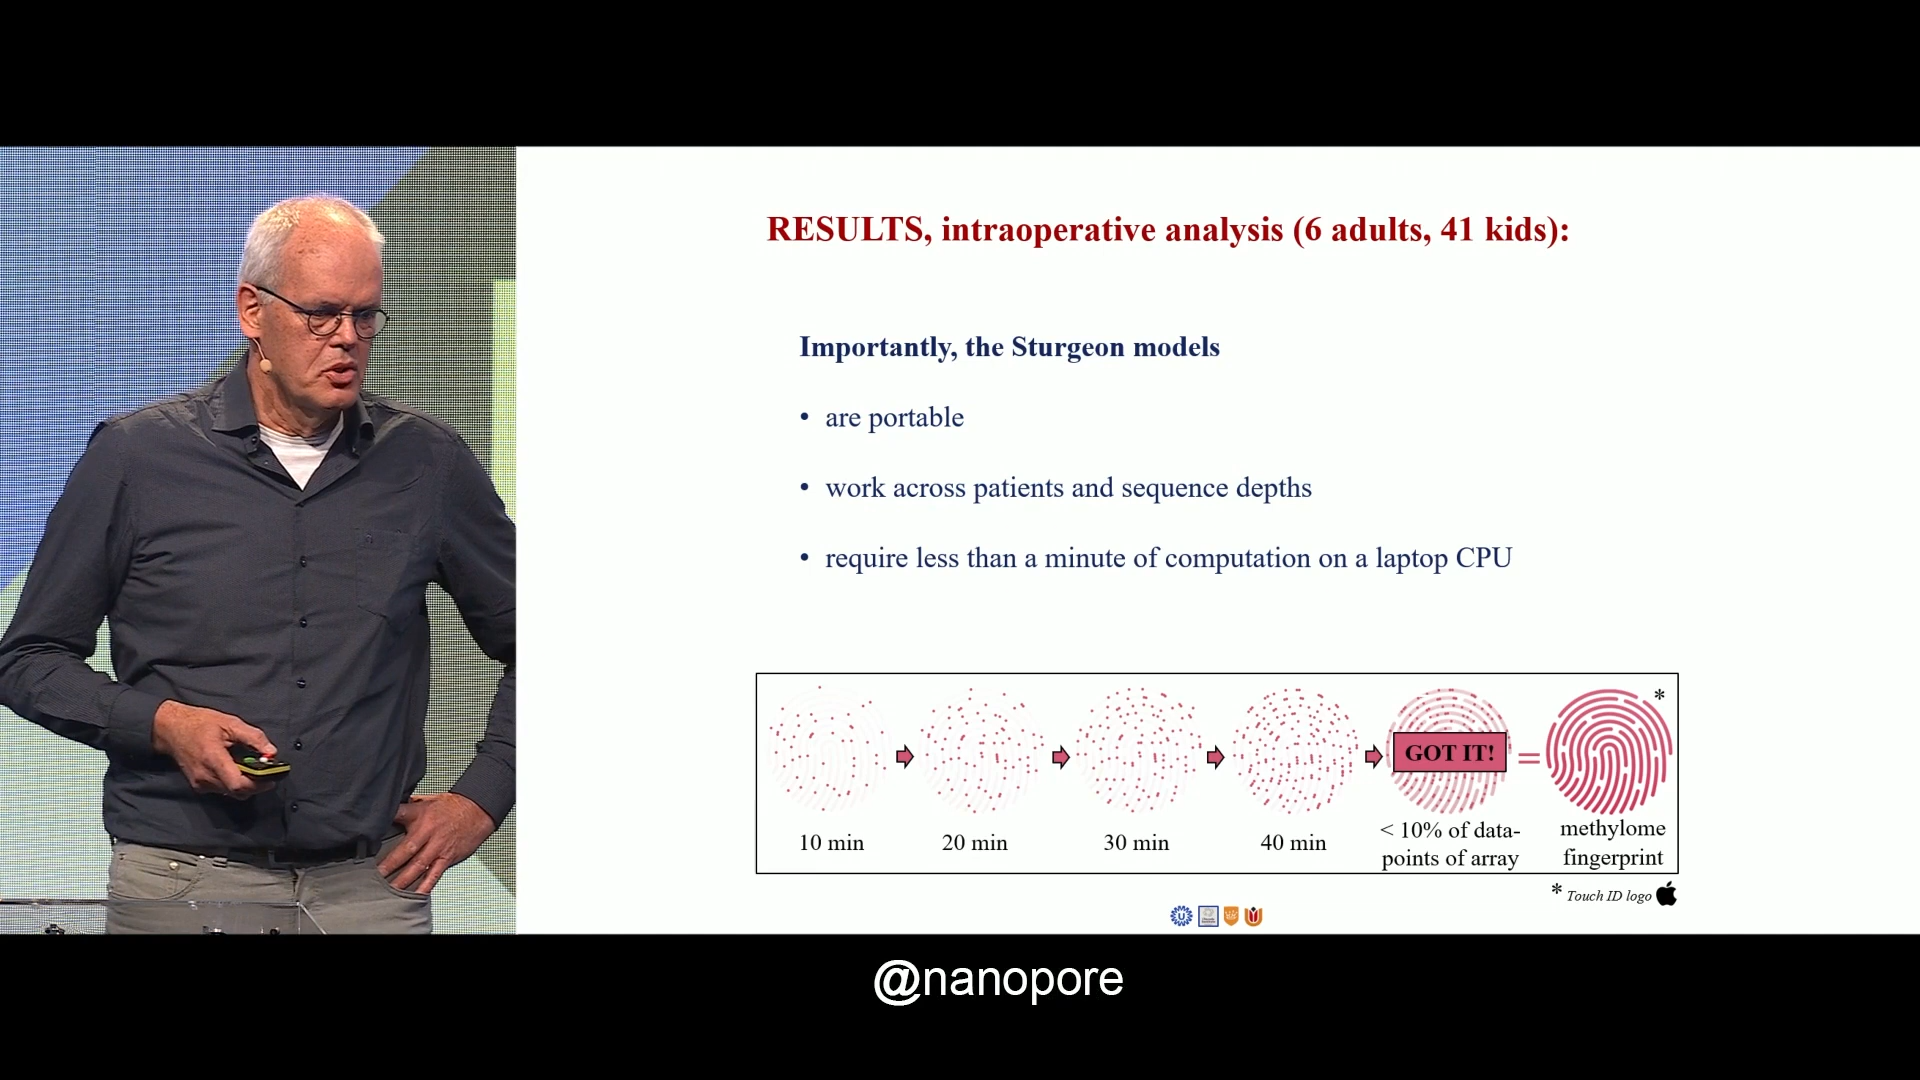 RESULTS, intraoperative analysis (6 adults, 41 kids):
Importantly, the Sturgeon models
• are portable
• work across patients and sequence depths
• require less than a minute of computation on a laptop CPU
*
GOT IT!
=
10 min
20 min
30 min
40 min
< 10% of data-
points of array
methylome
fingerprint
* Touch ID logo
@nanopore